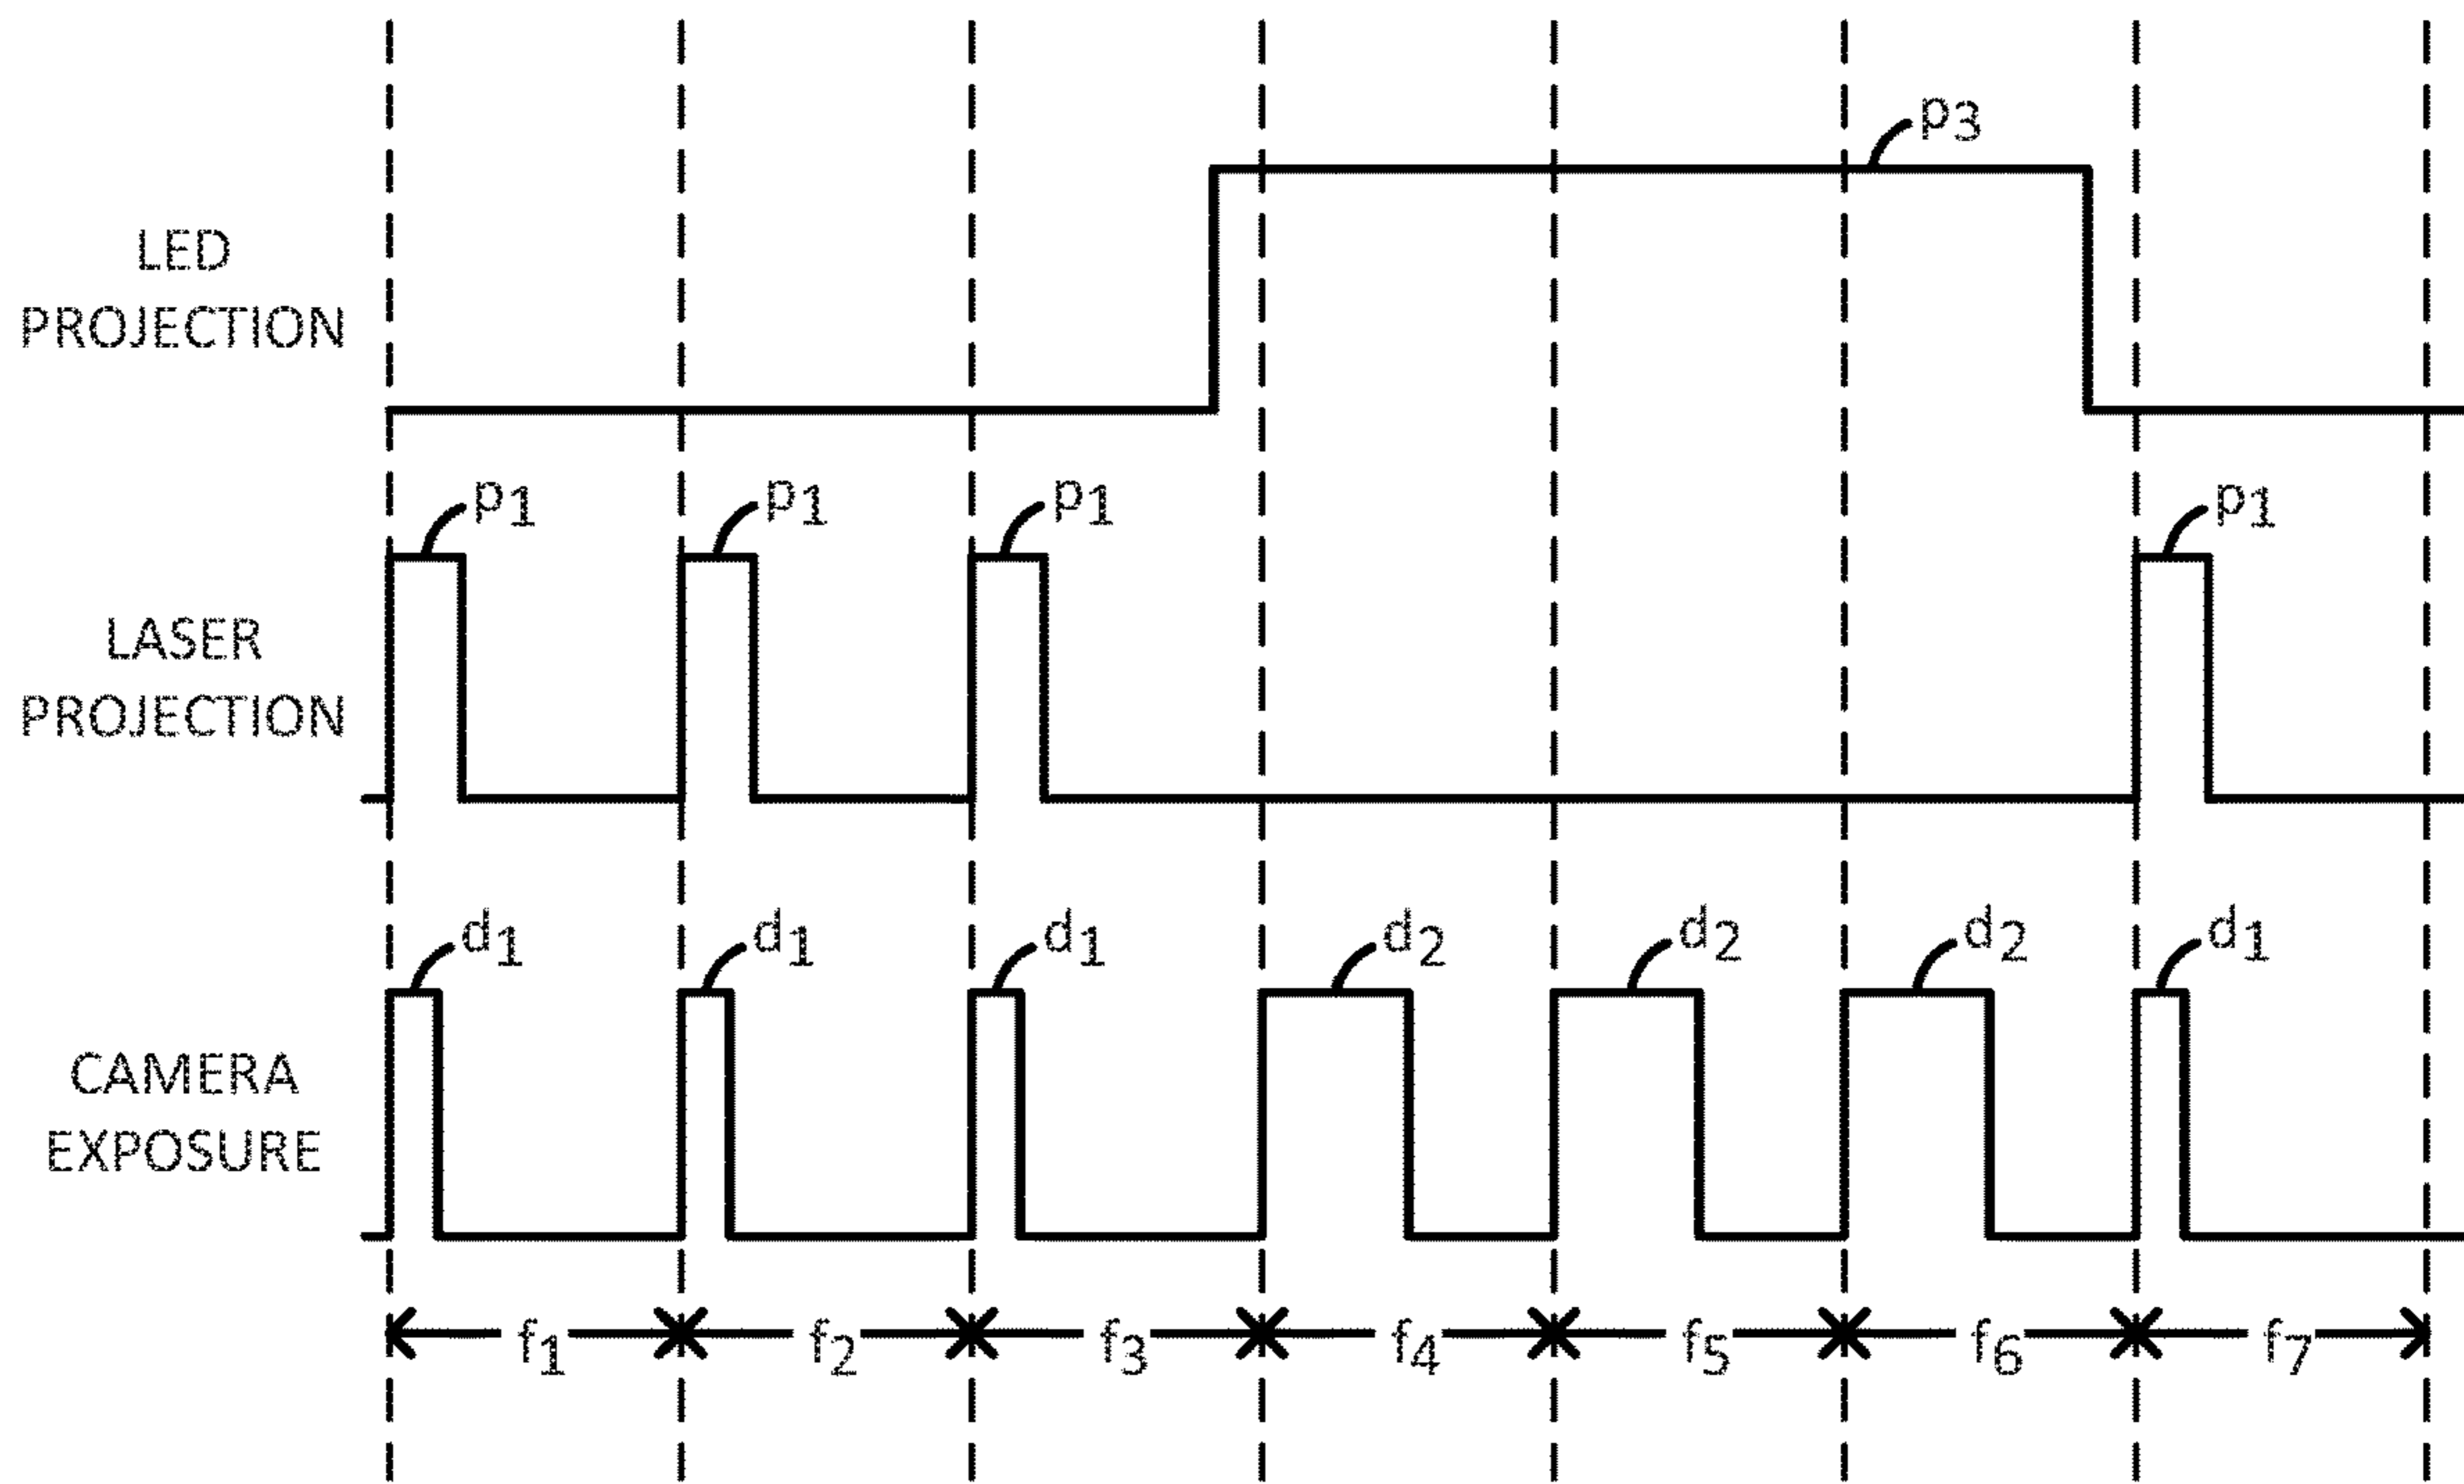 p3
LED
PROJECTION
p1 p1 p1 p1
LASER
PROJECTION
d1 d1 d1 d2 d2 d2 d1
CAMERA
EXPOSURE
f1 f2 f3 f4 f5 f6 f7